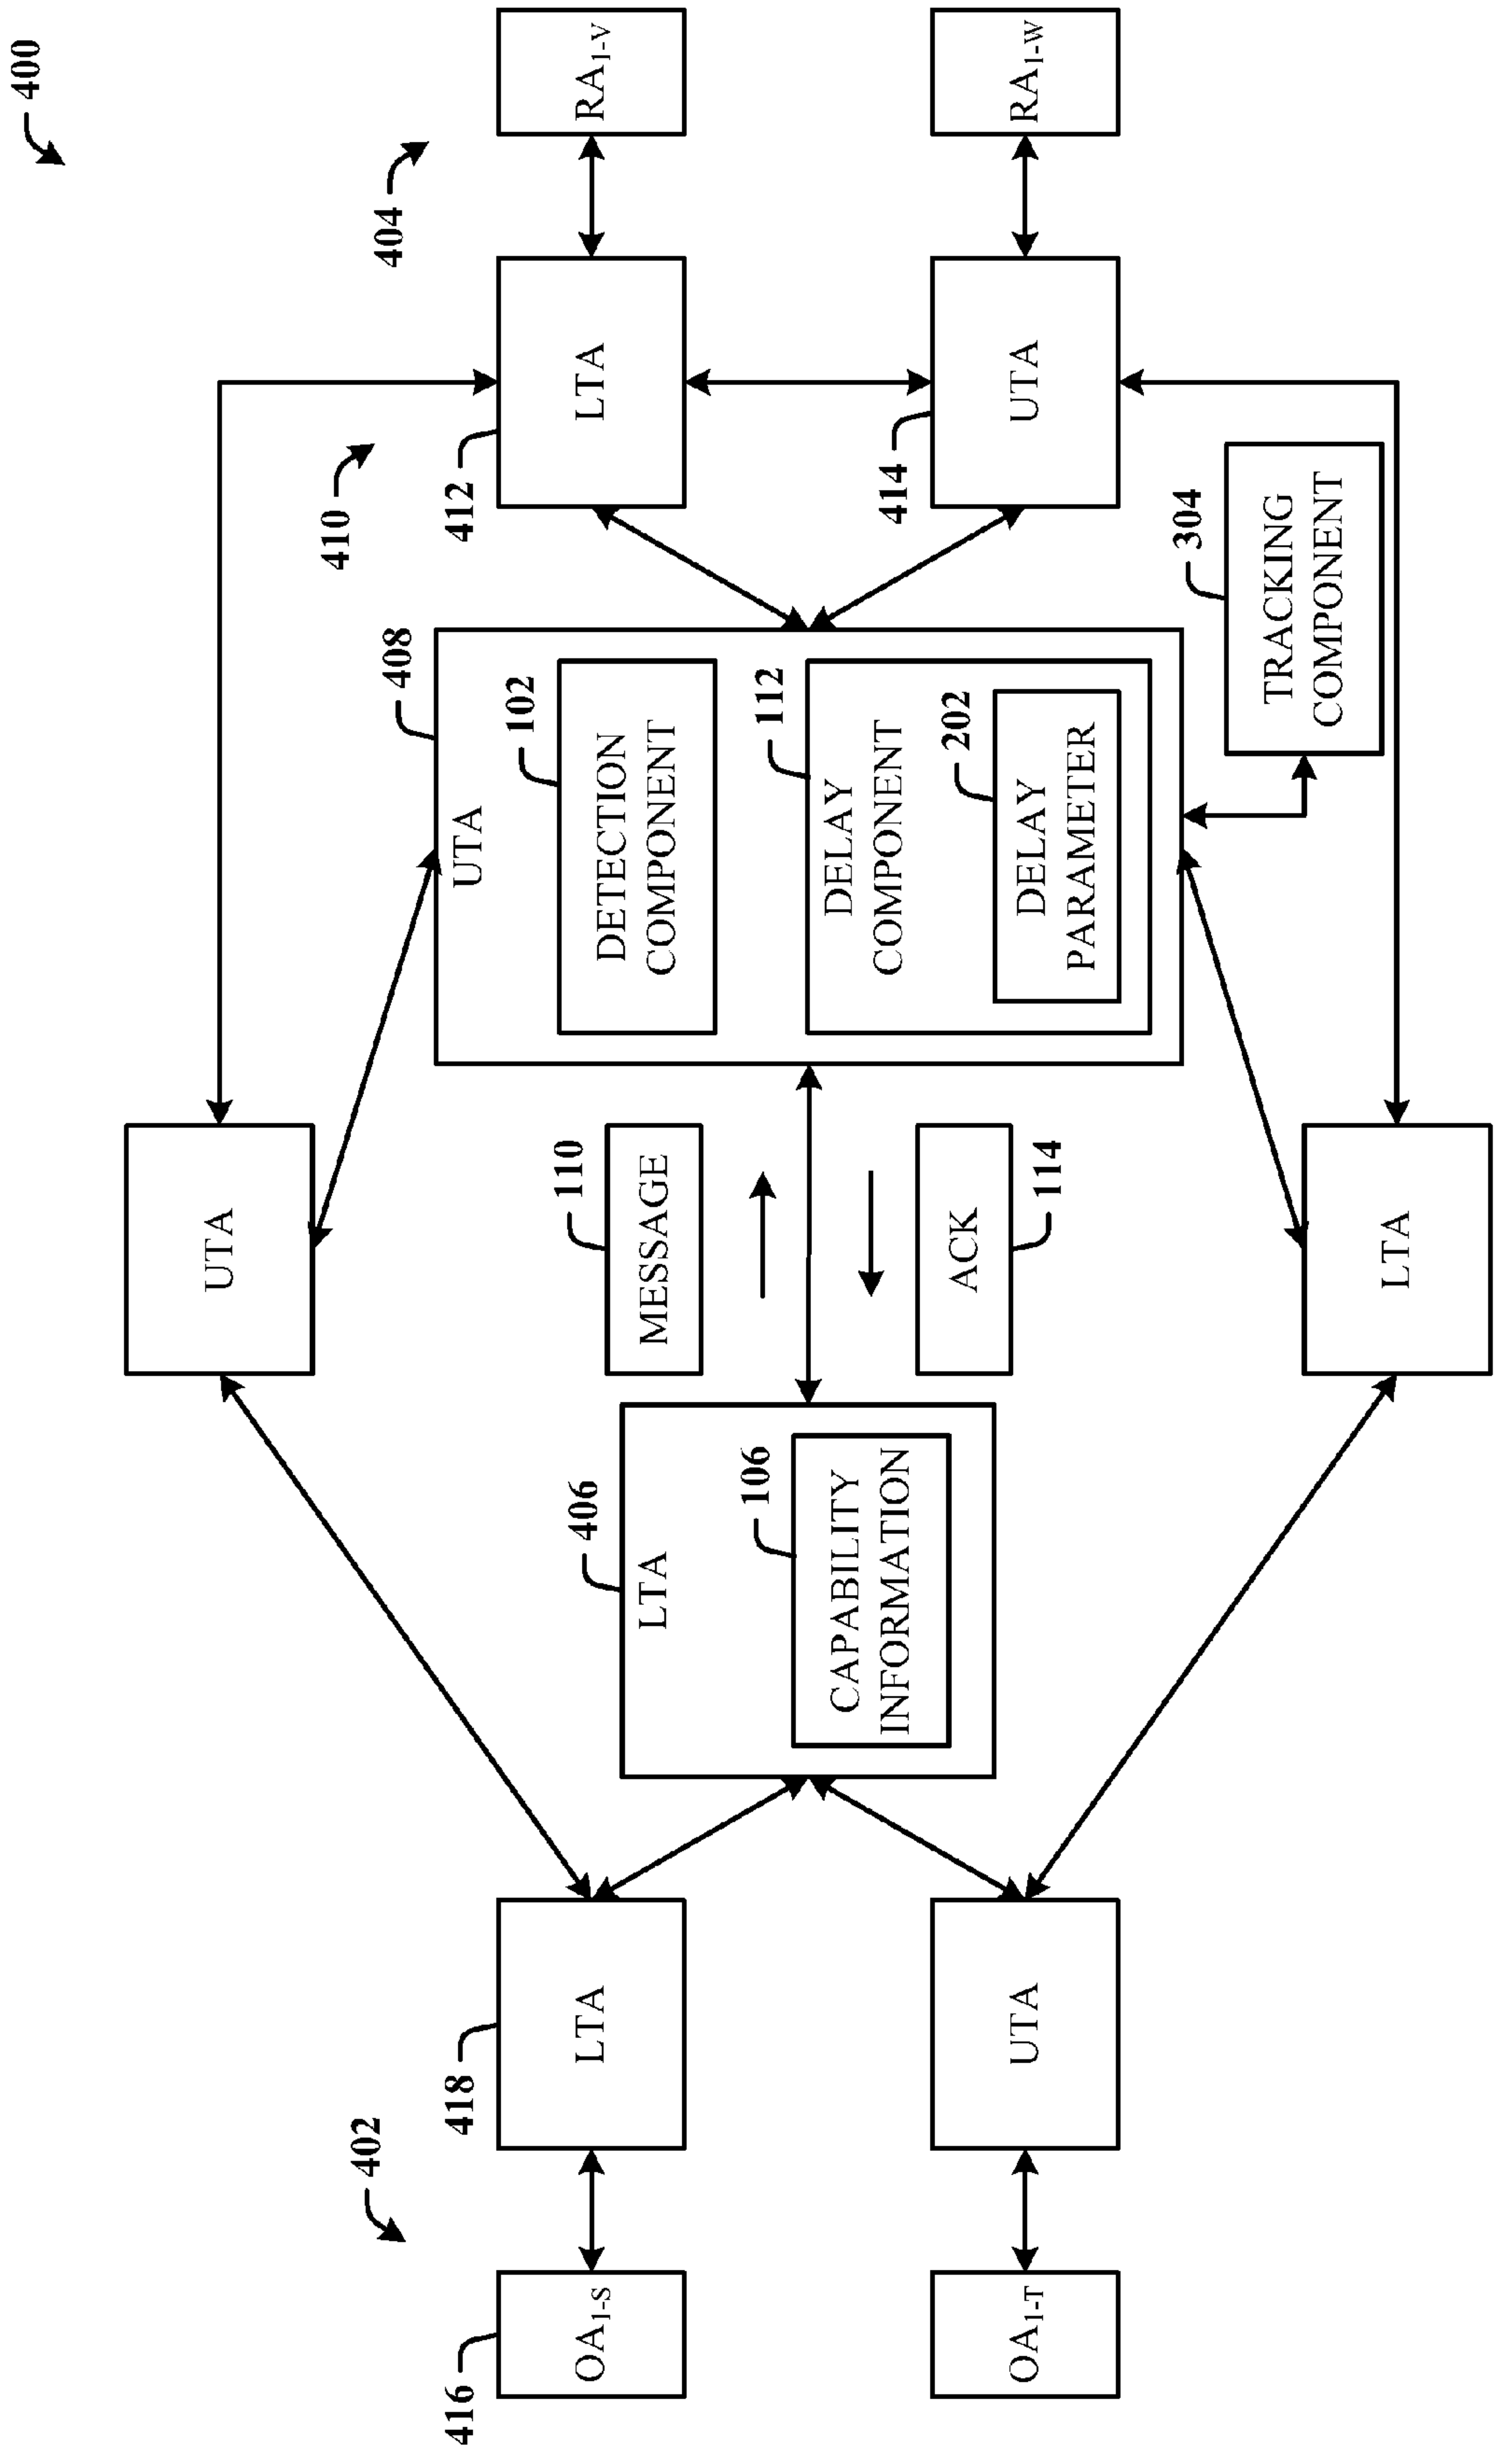 400
402
404
410
416
OA1-S
418
LTA
OA1-T
UTA
UTA
406
LTA
106
CAPABILITY
INFORMATION
110
MESSAGE
ACK
114
LTA
408
UTA
102
DETECTION
COMPONENT
112
DELAY
COMPONENT
202
DELAY
PARAMETER
304
TRACKING
COMPONENT
412
LTA
414
UTA
RA1-V
RA1-W